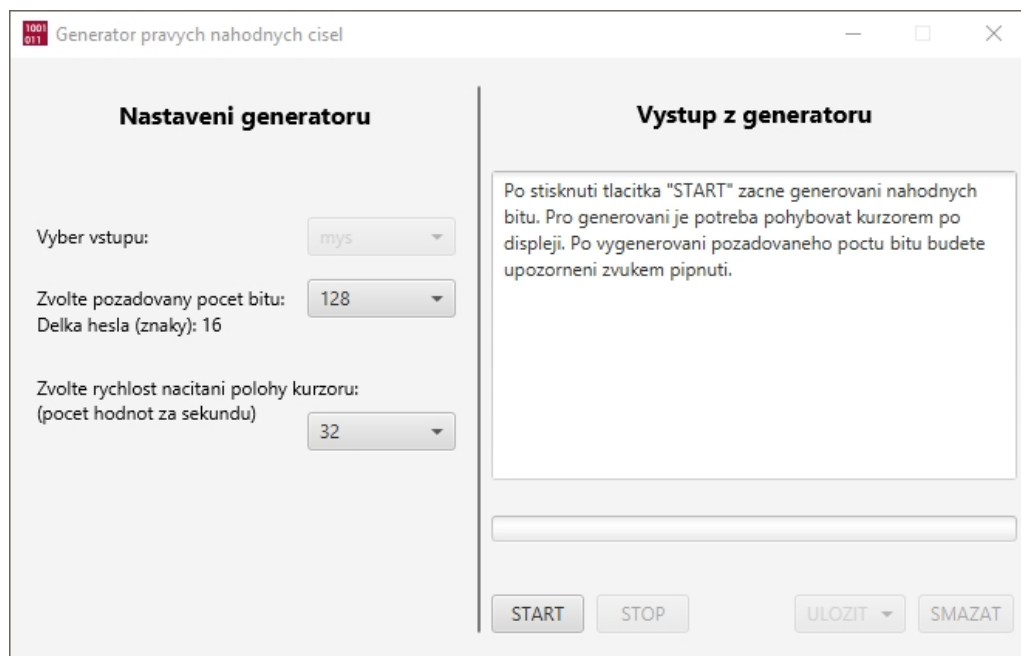 1001
011
Generator pravych nahodnych cisel
Nastaveni generatoru
Vyber vstupu:
mys
Zvolte pozadovany pocet bitu:
128
Delka hesla (znaky): 16
Zvolte rychlost nacitani polohy kurzoru:
(pocet hodnot za sekundu)
32
Vystup z generatoru
Po stisknuti tlacitka "START" zacne generovani nahodnych
bitu. Pro generovani je potreba pohybovat kurzorem po
displeji. Po vygenerovani pozadovaneho poctu bitu budete
upozorneni zvukem pipnuti.
START
STOP
ULOZIT
SMAZAT